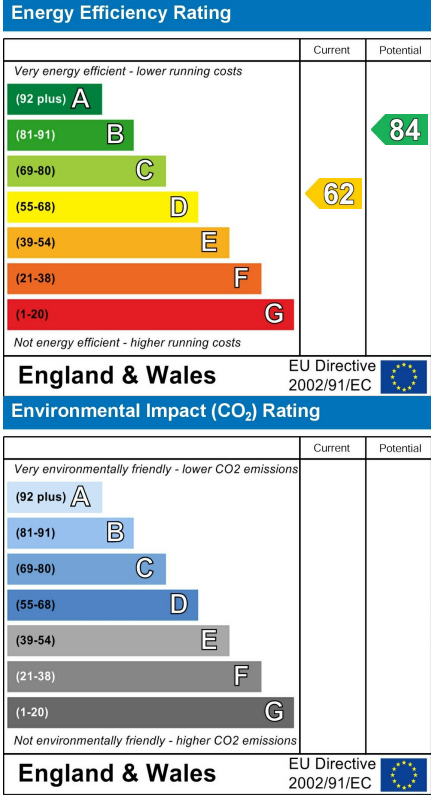 Energy Efficiency Rating
Current Potential
Very energy efficient - lower running costs
(92 plus) A
(81-91) B
84
(69-80) C
62
(55-68) D
(39-54) E
(21-38) F
(1-20) G
Not energy efficient - higher running costs
England & Wales
EU Directive
2002/91/EC
Environmental Impact (CO₂) Rating
Current Potential
Very environmentally friendly - lower CO2 emissions
(92 plus) A
(81-91) B
(69-80) C
(55-68) D
(39-54) E
(21-38) F
(1-20) G
Not environmentally friendly - higher CO2 emissions
England & Wales
EU Directive
2002/91/EC